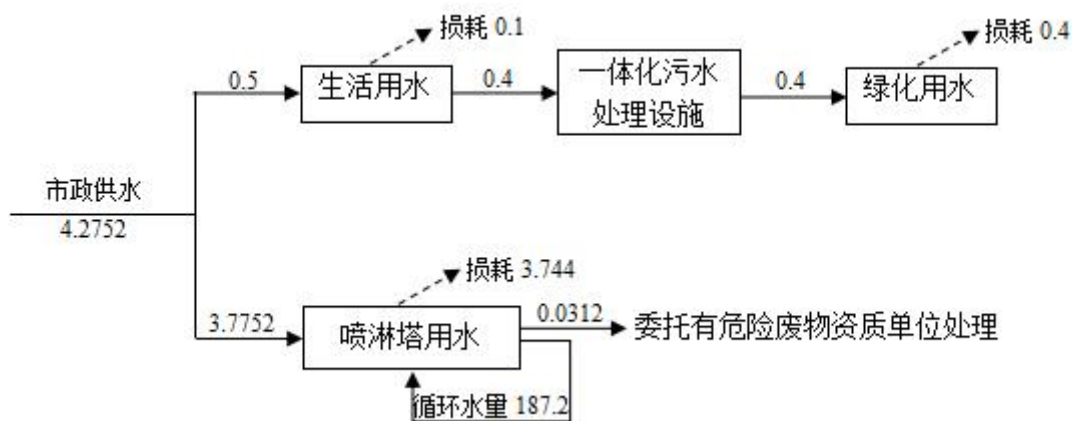 损耗 0.1
损耗 0.4
0.5
生活用水
0.4
一体化污水
处理设施
0.4
绿化用水
市政供水
4.2752
损耗 3.744
3.7752
喷淋塔用水
0.0312
委托有危险废物资质单位处理
循环水量 187.2